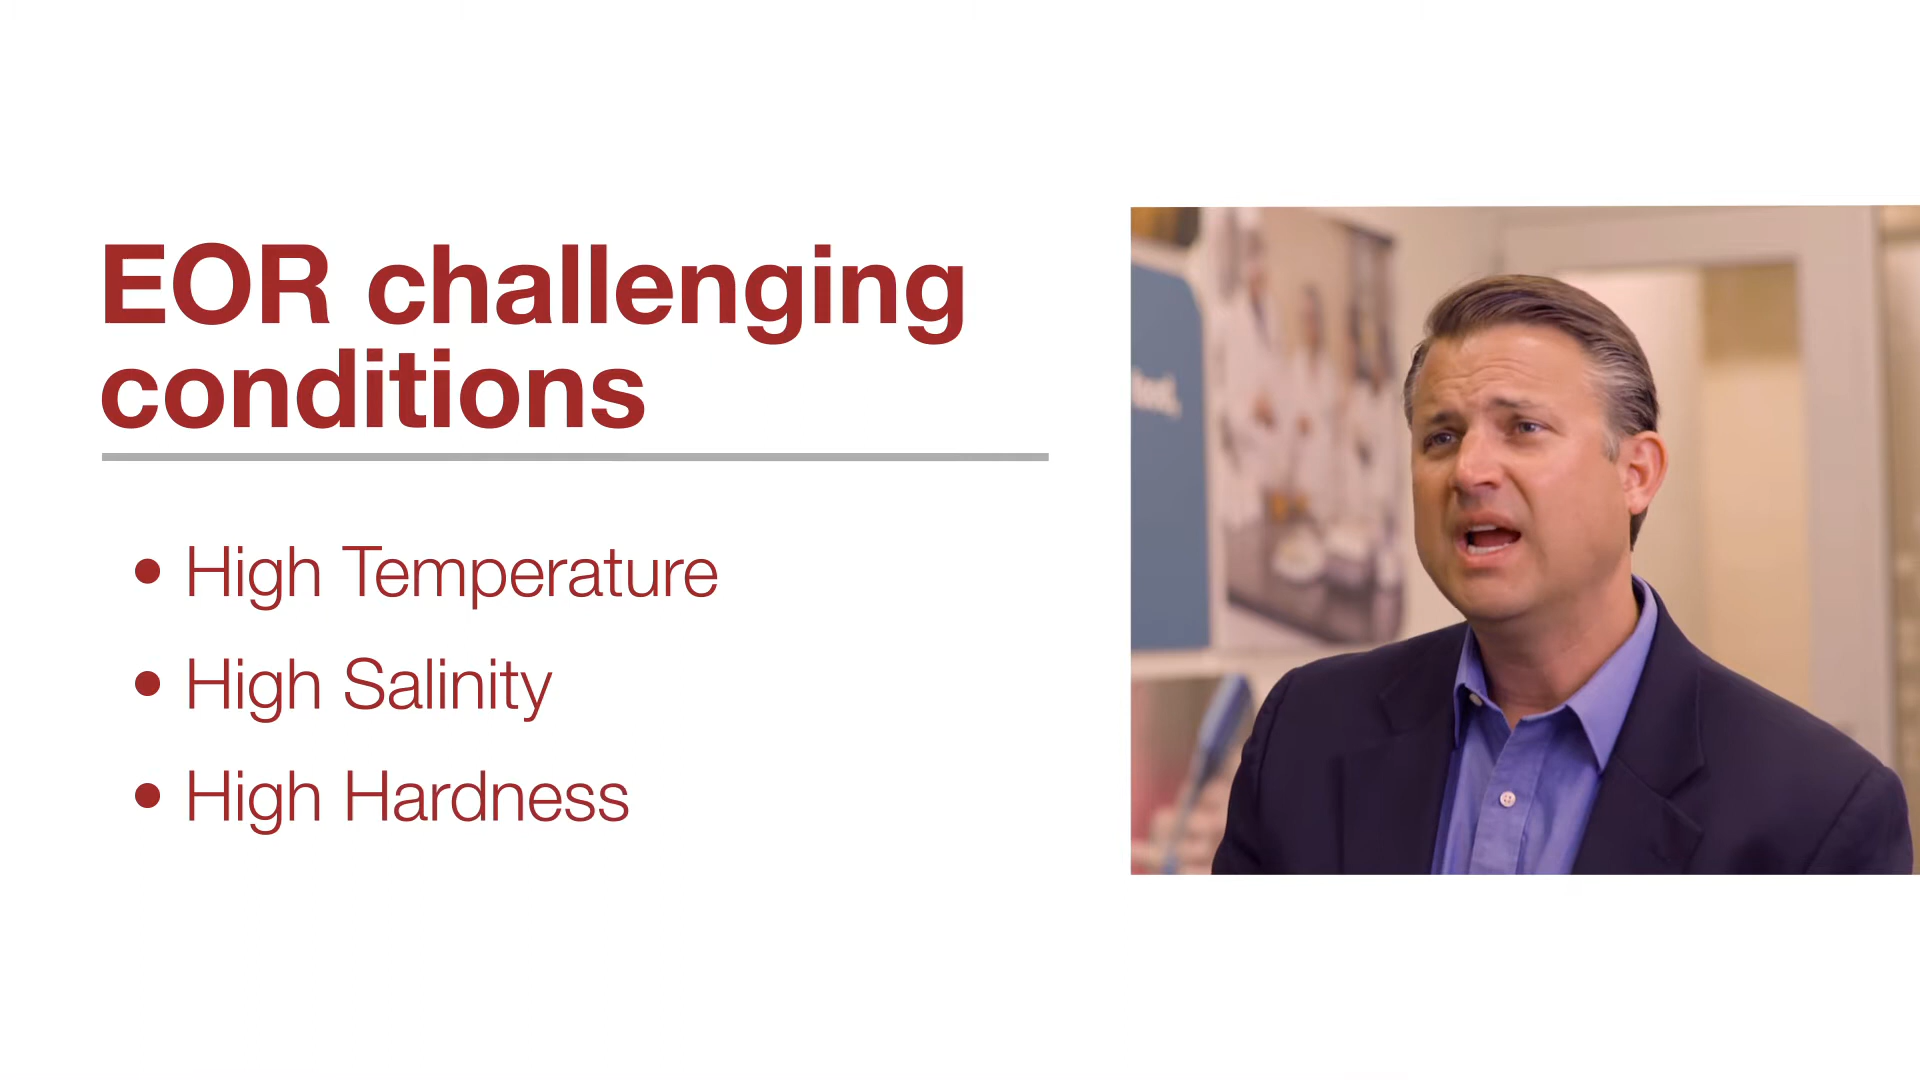 EOR challenging
conditions
• High Temperature
• High Salinity
• High Hardness